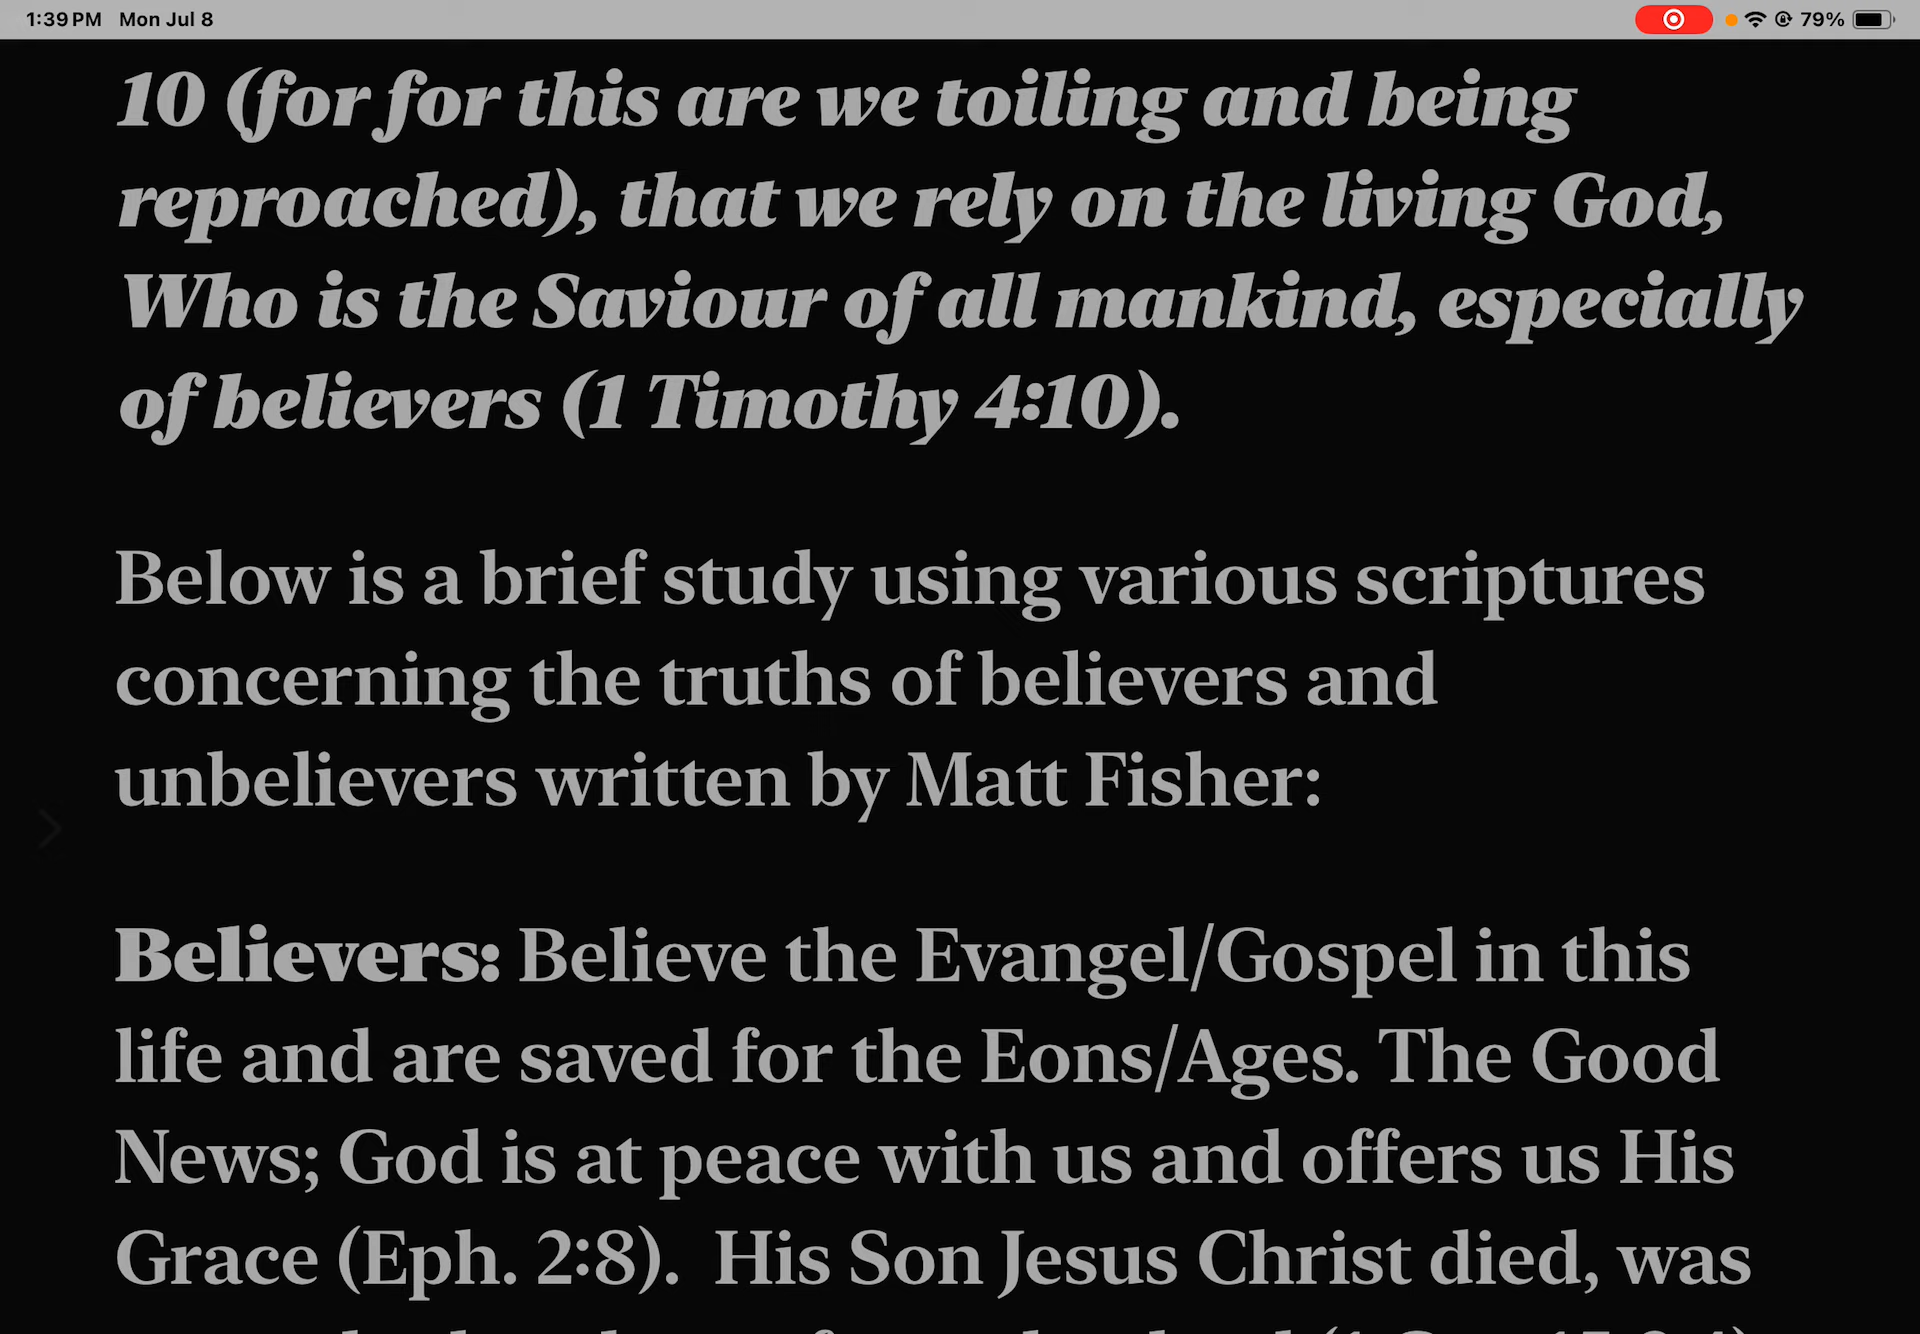 1:39 PM Mon Jul 8
79%
10 (for for this are we toiling and being
reproached), that we rely on the living God,
Who is the Saviour of all mankind, especially
of believers (1 Timothy 4:10).
Below is a brief study using various scriptures
concerning the truths of believers and
unbelievers written by Matt Fisher:
Believers: Believe the Evangel/Gospel in this
life and are saved for the Eons/Ages. The Good
News; God is at peace with us and offers us His
Grace (Eph. 2:8). His Son Jesus Christ died, was